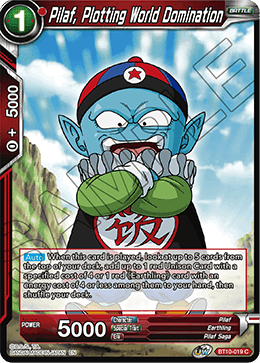 1
Pilaf, Plotting World Domination
BATTLE
+ 5000
飯
Auto When this card is played, look at up to 5 cards from
the top of your deck, add up to 1 red Unison Card with a
specified cost of 4 or 1 red ‹Earthling› card with an
energy cost of 4 or less among them to your hand, then
shuffle your deck.
POWER
5000
Character
Pilaf
Special Trait
Earthling
Era
Pilaf Saga
BT10-019 C